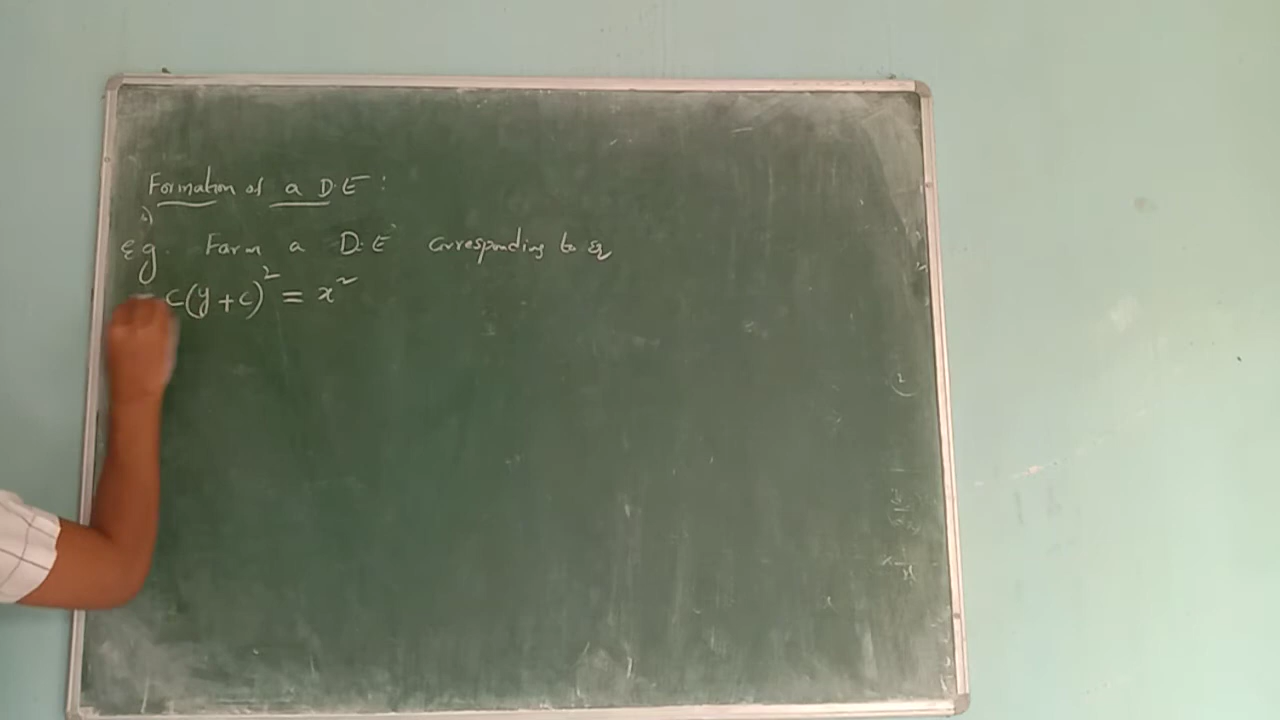 Formation of a D.E :
Eg. Form a D.E corresponding to Eq
c(y+c)² = x²